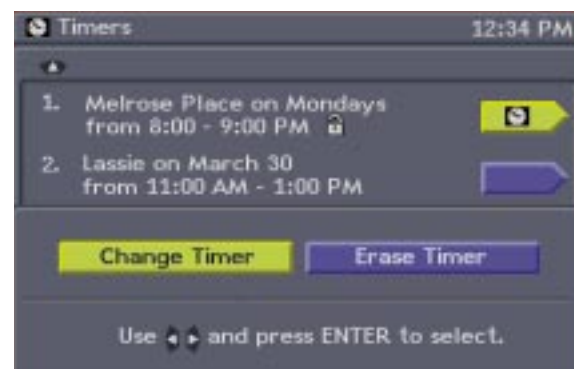 Timers 12:34 PM
1. Melrose Place on Mondays
from 8:00 - 9:00 PM
2. Lassie on March 30
from 11:00 AM - 1:00 PM
Change Timer Erase Timer
Use and press ENTER to select.